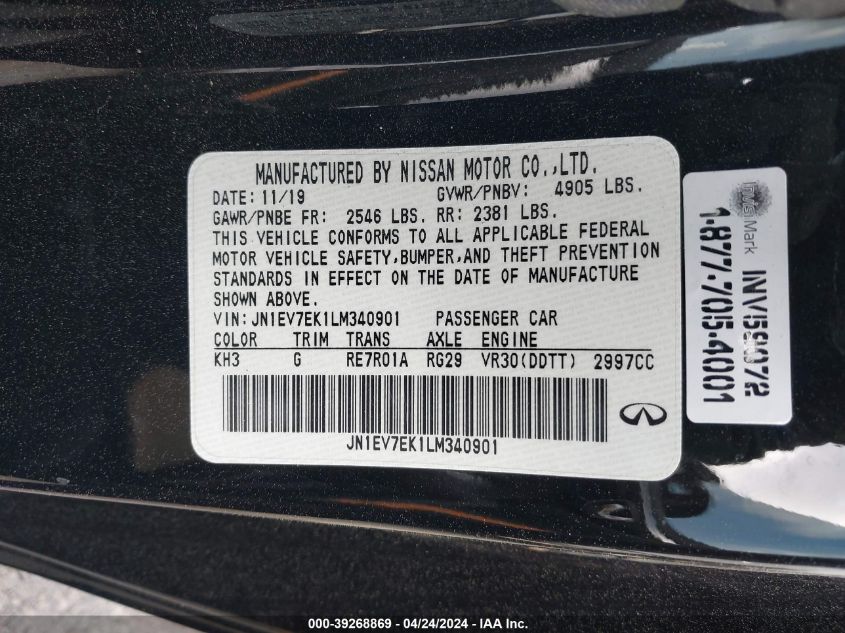 MANUFACTURED BY NISSAN MOTOR CO.,LTD.
DATE: 11/19 GVWR/PNBV: 4905 LBS.
GAWR/PNBE FR: 2546 LBS. RR: 2381 LBS.
THIS VEHICLE CONFORMS TO ALL APPLICABLE FEDERAL
MOTOR VEHICLE SAFETY,BUMPER,AND THEFT PREVENTION
STANDARDS IN EFFECT ON THE DATE OF MANUFACTURE
SHOWN ABOVE.
VIN:JN1EV7EK1LM340901 PASSENGER CAR
COLOR TRIM TRANS AXLE ENGINE
KH3 G RE7R01A RG29 VR30(DDTT) 2997CC
JN1EV7EK1LM340901
Mark
1-877-705-4001
000-39268869 - 04/24/2024 - IAA Inc.